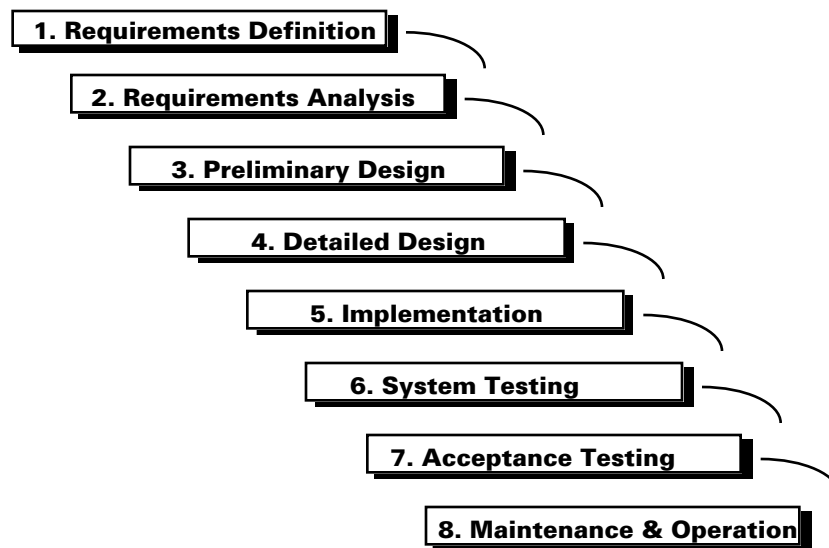 1. Requirements Definition
2. Requirements Analysis
3. Preliminary Design
4. Detailed Design
5. Implementation
6. System Testing
7. Acceptance Testing
8. Maintenance & Operation